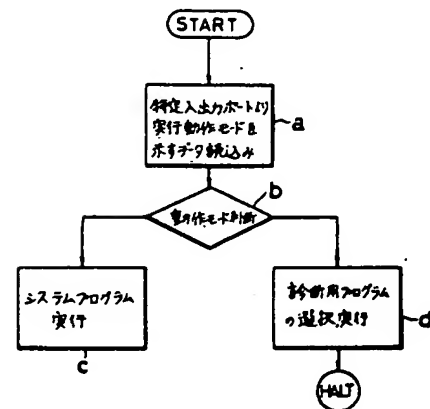 START
特定入出力ポートより
実行動作モードを
示すデータ読込み
a
b
動作モード判断
システムプログラム
実行
c
診断用プログラム
の選択,実行
d
HALT